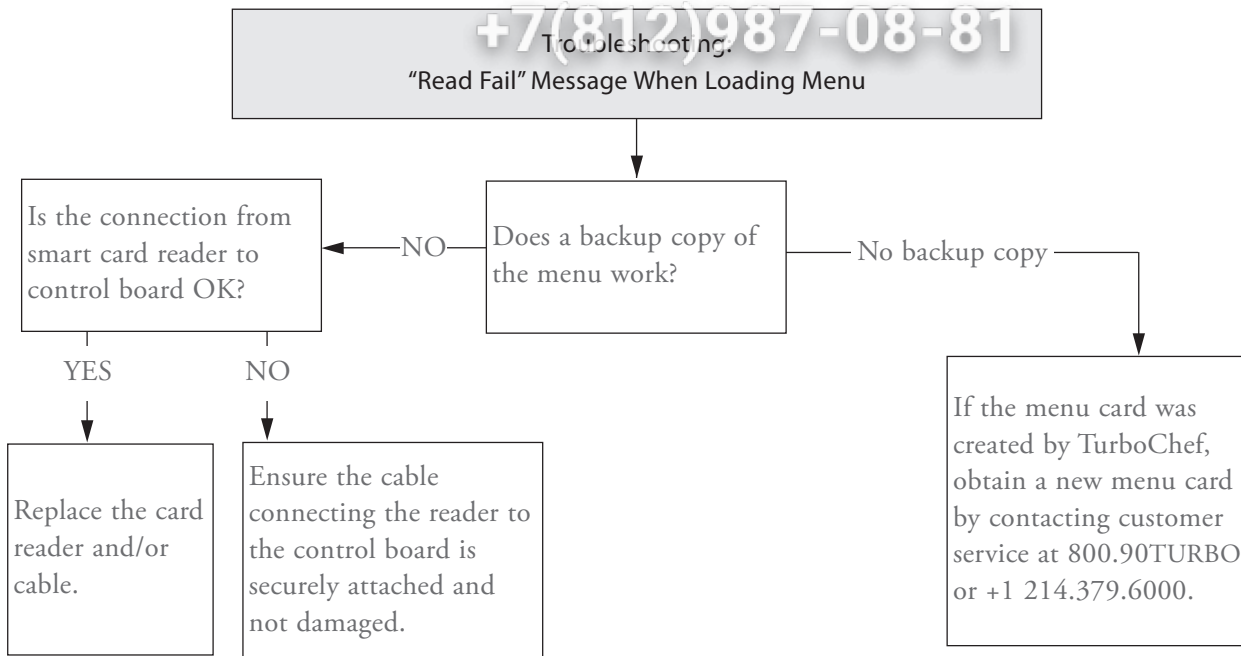 +7(812)987-08-81
Troubleshooting:
“Read Fail” Message When Loading Menu
Is the connection from
smart card reader to
control board OK?
NO
Does a backup copy of
the menu work?
No backup copy
YES
NO
Replace the card
reader and/or
cable.
Ensure the cable
connecting the reader to
the control board is
securely attached and
not damaged.
If the menu card was
created by TurboChef,
obtain a new menu card
by contacting customer
service at 800.90TURBO
or +1 214.379.6000.